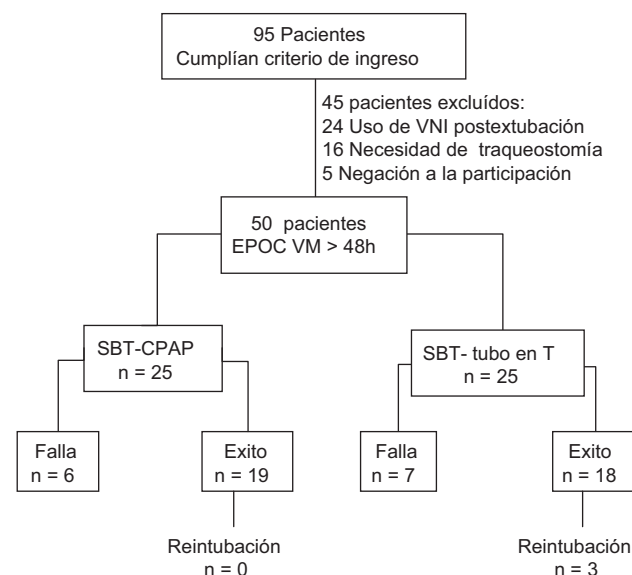 95 Pacientes
Cumplían criterio de ingreso
45 pacientes excluídos:
24 Uso de VNI postextubación
16 Necesidad de traqueostomía
5 Negación a la participación
50 pacientes
EPOC VM > 48h
SBT-CPAP
n = 25
SBT- tubo en T
n = 25
Falla
n = 6
Exito
n = 19
Falla
n = 7
Exito
n = 18
Reintubación
n = 0
Reintubación
n = 3